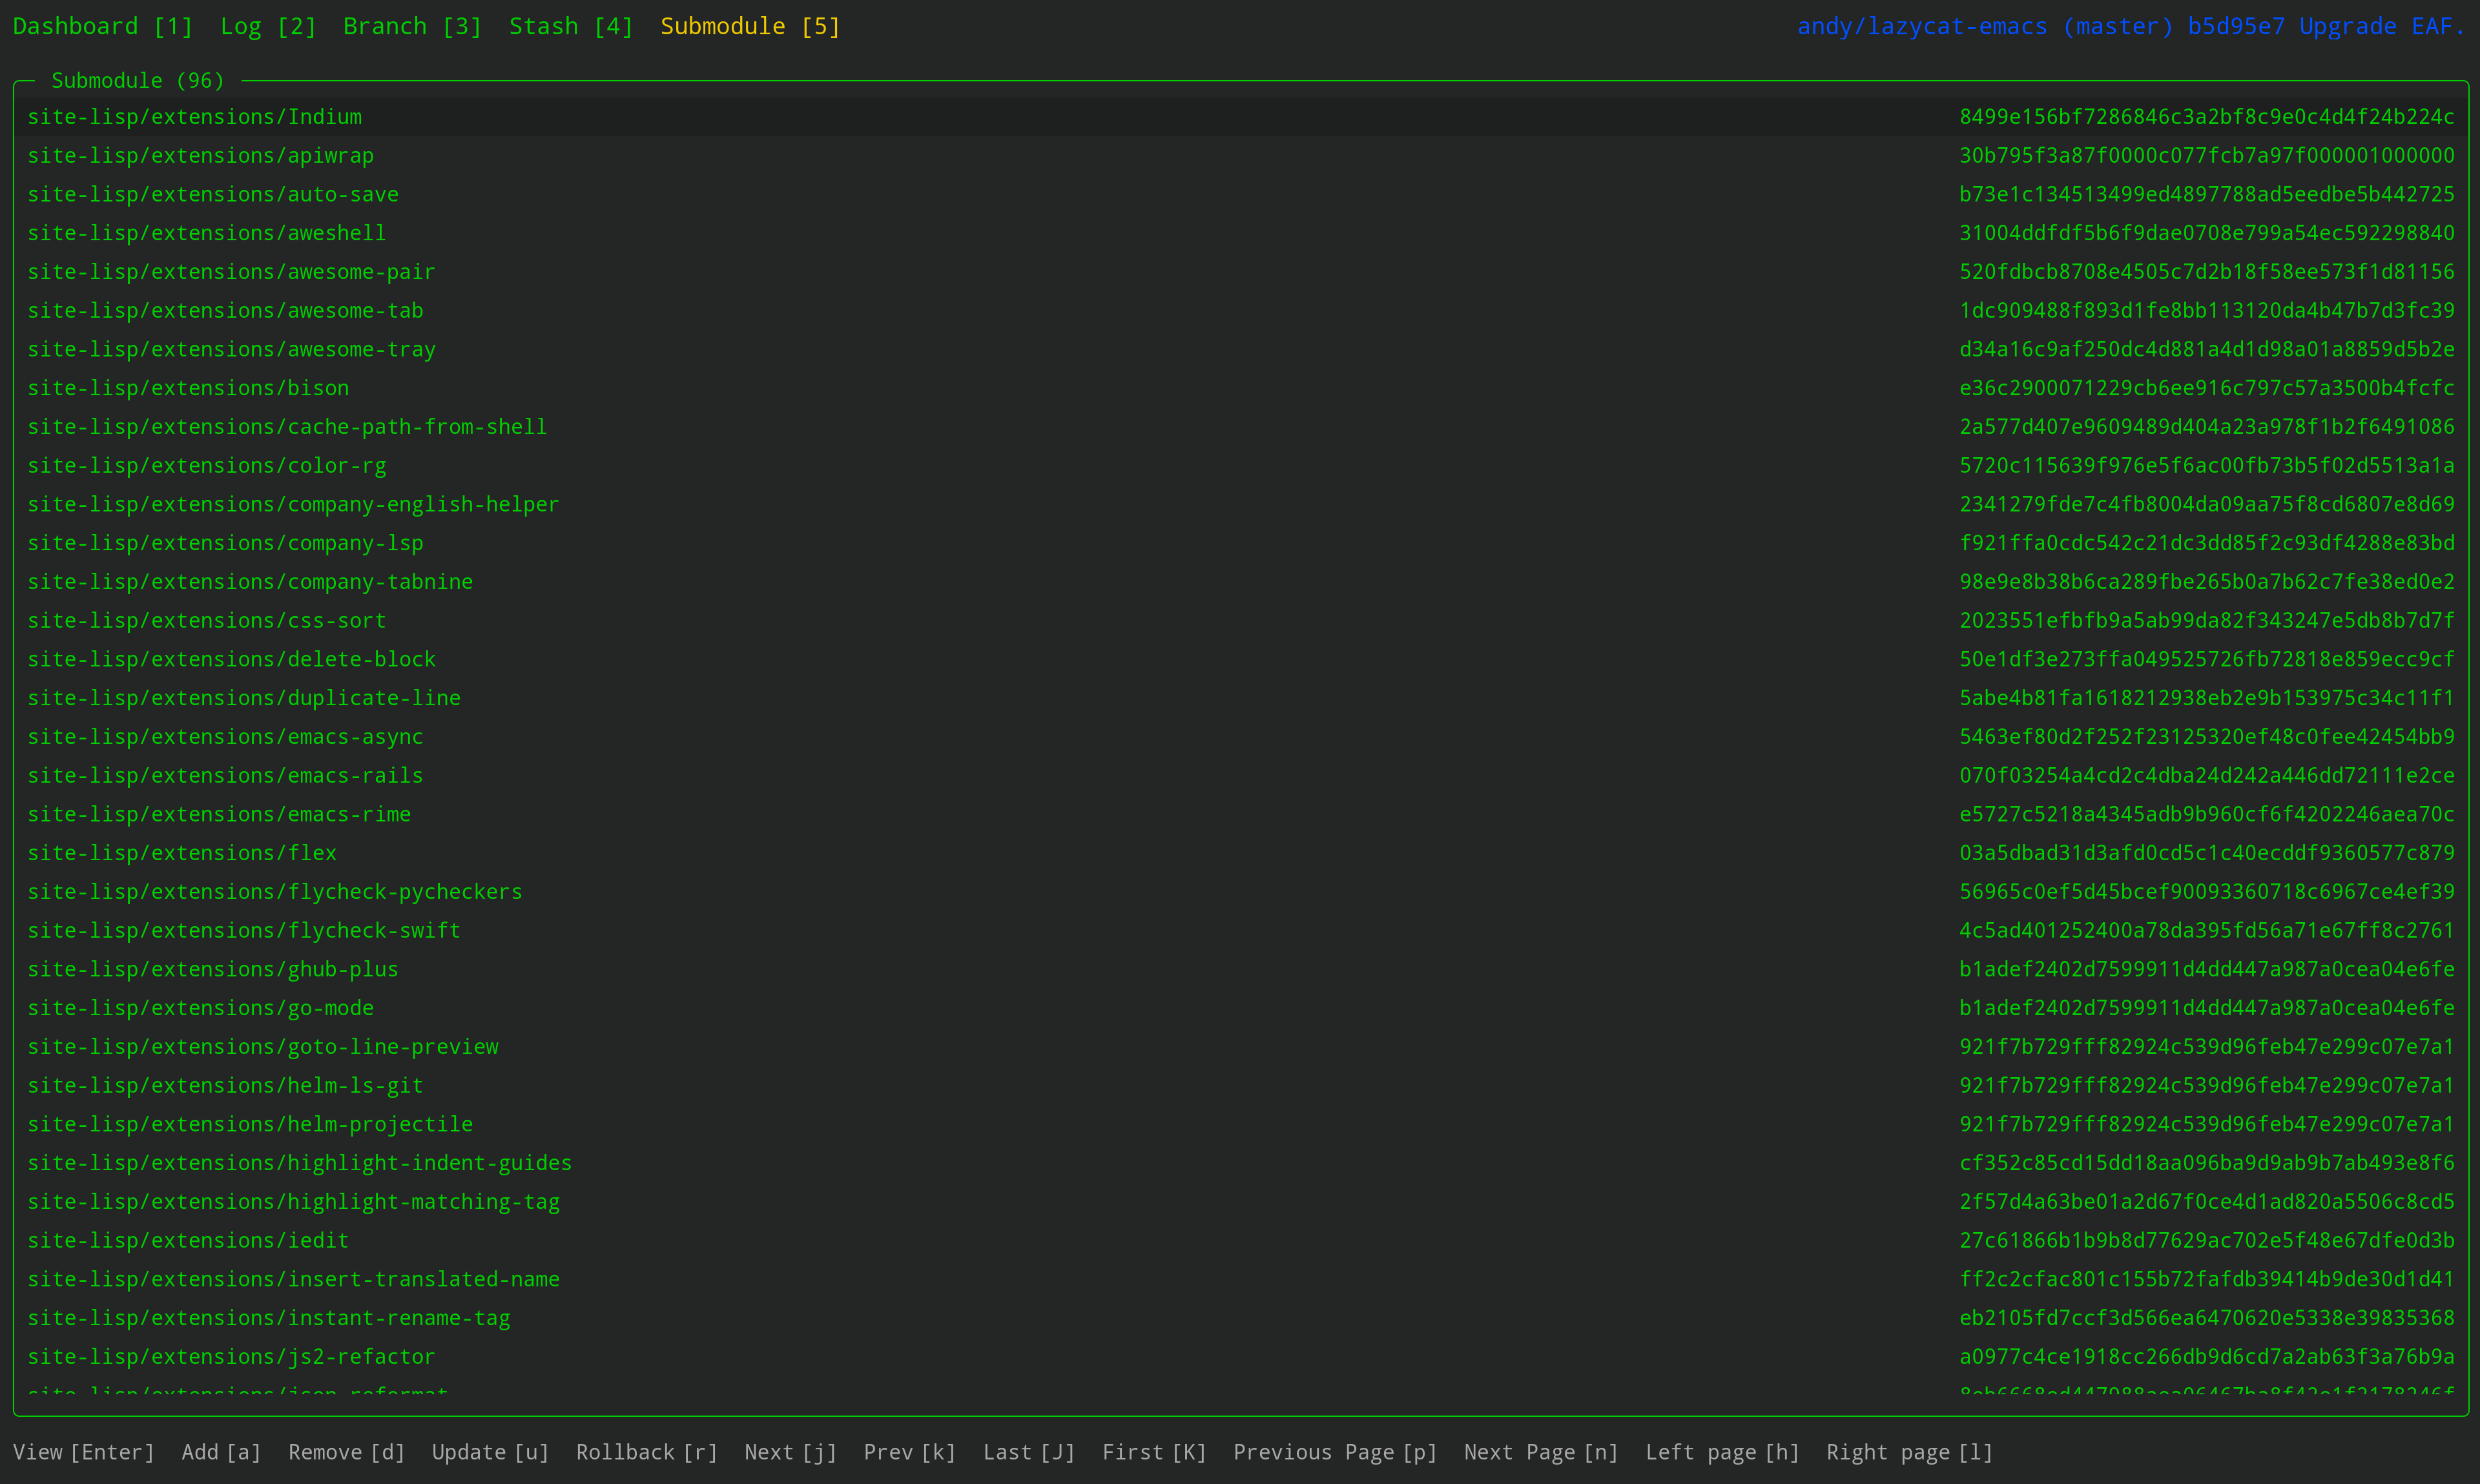 Dashboard [1] Log [2] Branch [3] Stash [4] Submodule [5] andy/lazycat-emacs (master) b5d95e7 Upgrade EAF.
Submodule (96)
site-lisp/extensions/Indium 8499e156bf7286846c3a2bf8c9e0c4d4f24b224c
site-lisp/extensions/apiwrap 30b795f3a87f0000c077fcb7a97f000001000000
site-lisp/extensions/auto-save b73e1c134513499ed4897788ad5eedbe5b442725
site-lisp/extensions/aweshell 31004ddfdf5b6f9dae0708e799a54ec592298840
site-lisp/extensions/awesome-pair 520fdbcb8708e4505c7d2b18f58ee573f1d81156
site-lisp/extensions/awesome-tab 1dc909488f893d1fe8bb113120da4b47b7d3fc39
site-lisp/extensions/awesome-tray d34a16c9af250dc4d881a4d1d98a01a8859d5b2e
site-lisp/extensions/bison e36c2900071229cb6ee916c797c57a3500b4fcfc
site-lisp/extensions/cache-path-from-shell 2a577d407e9609489d404a23a978f1b2f6491086
site-lisp/extensions/color-rg 5720c115639f976e5f6ac00fb73b5f02d5513a1a
site-lisp/extensions/company-english-helper 2341279fde7c4fb8004da09aa75f8cd6807e8d69
site-lisp/extensions/company-lsp f921ffa0cdc542c21dc3dd85f2c93df4288e83bd
site-lisp/extensions/company-tabnine 98e9e8b38b6ca289fbe265b0a7b62c7fe38ed0e2
site-lisp/extensions/css-sort 2023551efbfb9a5ab99da82f343247e5db8b7d7f
site-lisp/extensions/delete-block 50e1df3e273ffa049525726fb72818e859ecc9cf
site-lisp/extensions/duplicate-line 5abe4b81fa1618212938eb2e9b153975c34c11f1
site-lisp/extensions/emacs-async 5463ef80d2f252f23125320ef48c0fee42454bb9
site-lisp/extensions/emacs-rails 070f03254a4cd2c4dba24d242a446dd72111e2ce
site-lisp/extensions/emacs-rime e5727c5218a4345adb9b960cf6f4202246aea70c
site-lisp/extensions/flex 03a5dbad31d3afd0cd5c1c40ecddf9360577c879
site-lisp/extensions/flycheck-pycheckers 56965c0ef5d45bcef90093360718c6967ce4ef39
site-lisp/extensions/flycheck-swift 4c5ad401252400a78da395fd56a71e67ff8c2761
site-lisp/extensions/ghub-plus b1adef2402d7599911d4dd447a987a0cea04e6fe
site-lisp/extensions/go-mode b1adef2402d7599911d4dd447a987a0cea04e6fe
site-lisp/extensions/goto-line-preview 921f7b729fff82924c539d96feb47e299c07e7a1
site-lisp/extensions/helm-ls-git 921f7b729fff82924c539d96feb47e299c07e7a1
site-lisp/extensions/helm-projectile 921f7b729fff82924c539d96feb47e299c07e7a1
site-lisp/extensions/highlight-indent-guides cf352c85cd15dd18aa096ba9d9ab9b7ab493e8f6
site-lisp/extensions/highlight-matching-tag 2f57d4a63be01a2d67f0ce4d1ad820a5506c8cd5
site-lisp/extensions/iedit 27c61866b1b9b8d77629ac702e5f48e67dfe0d3b
site-lisp/extensions/insert-translated-name ff2c2cfac801c155b72fafdb39414b9de30d1d41
site-lisp/extensions/instant-rename-tag eb2105fd7ccf3d566ea6470620e5338e39835368
site-lisp/extensions/js2-refactor a0977c4ce1918cc266db9d6cd7a2ab63f3a76b9a
site-lisp/extensions/json-reformat
View [Enter] Add [a] Remove [d] Update [u] Rollback [r] Next [j] Prev [k] Last [J] First [K] Previous Page [p] Next Page [n] Left page [h] Right page [l]